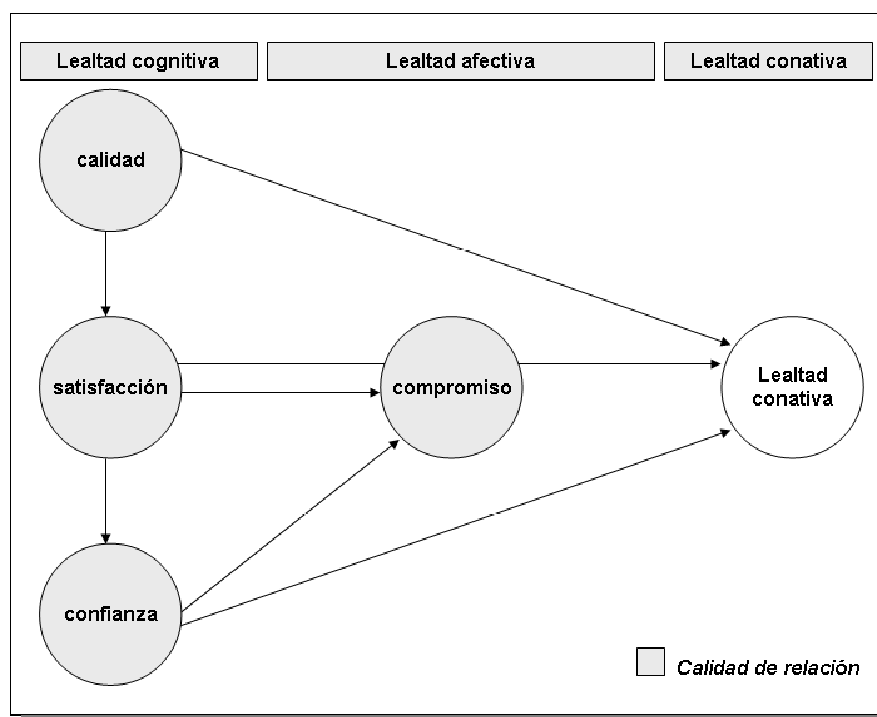 Lealtad cognitiva
Lealtad afectiva
Lealtad conativa
calidad
satisfacción
compromiso
Lealtad
conativa
confianza
Calidad de relación